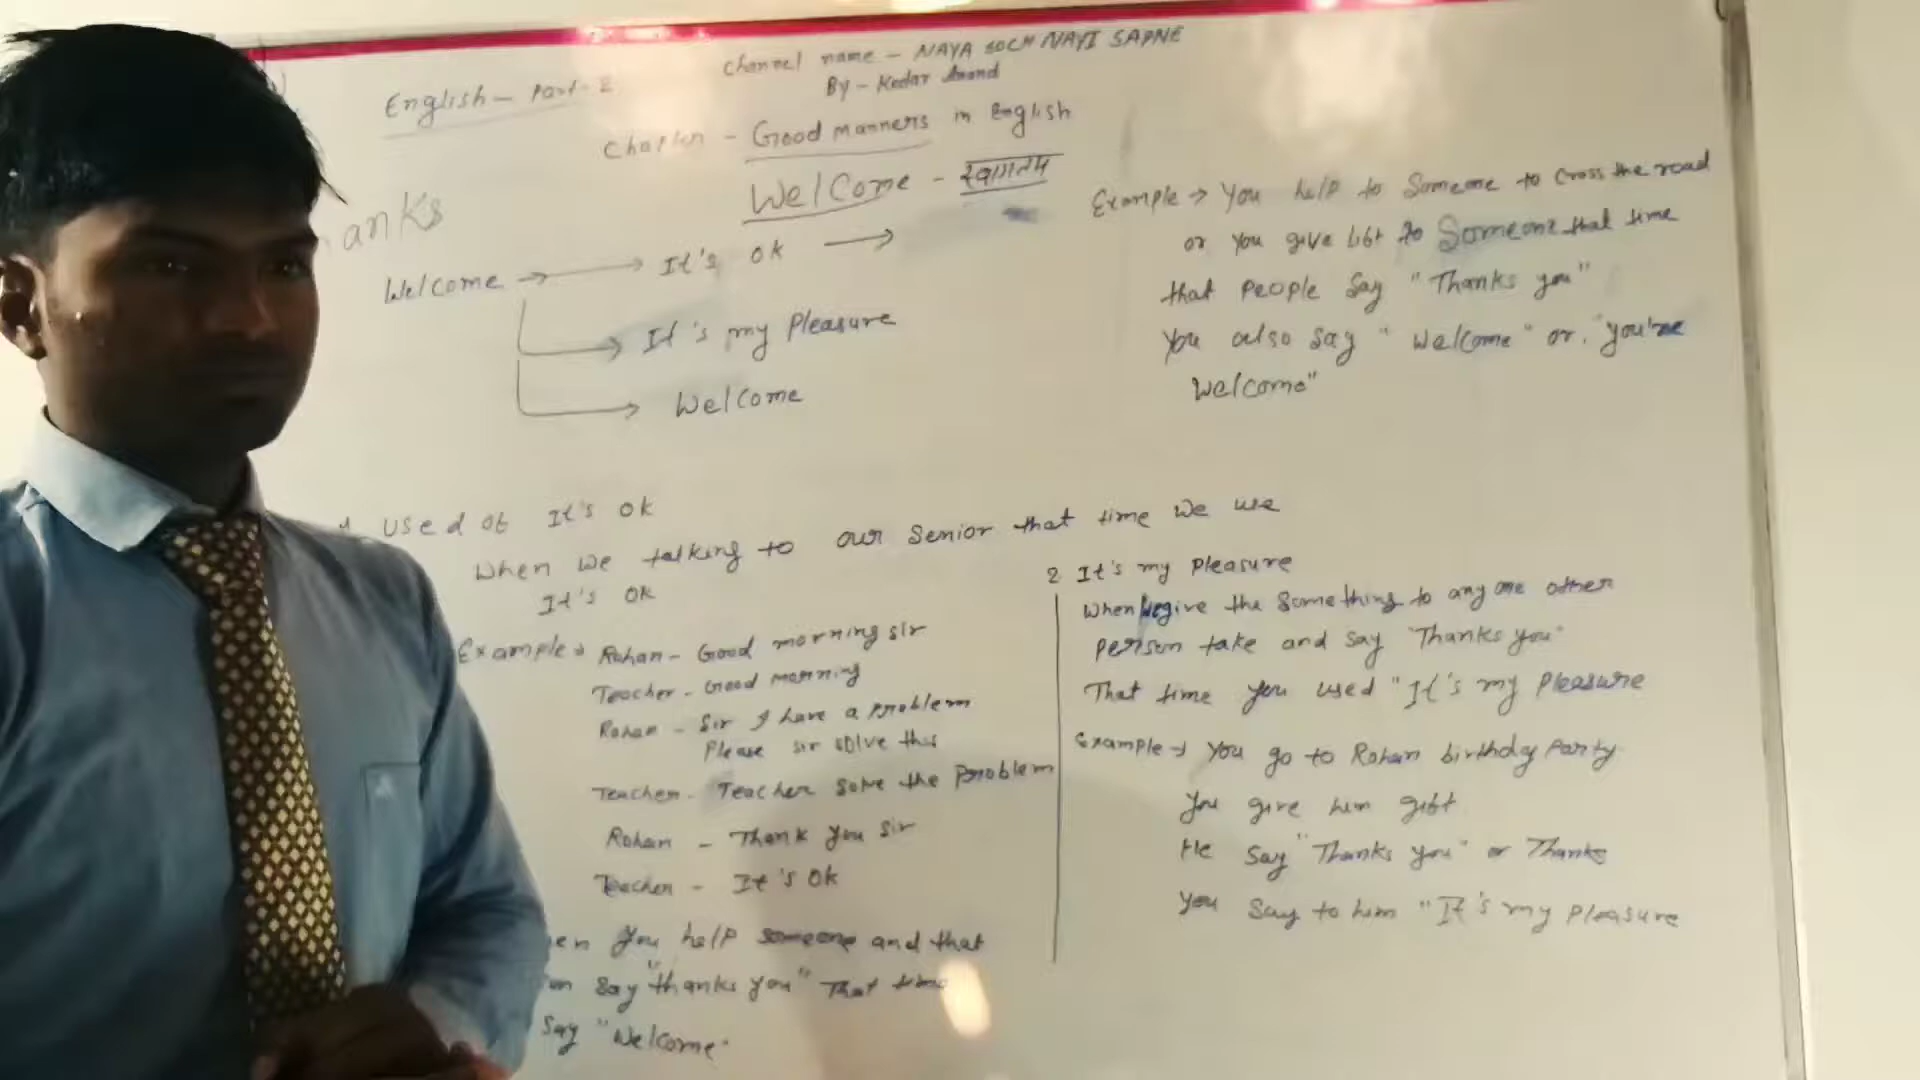 English - Part-2
Channel name - NAYA SOCH NAYI SAPNE
By - Kedar Anand
Chapter - Good manners in English
Welcome - स्वागतम
anks
Welcome → It's ok →
→ It's my Pleasure
→ Welcome
Example → You help to Someone to cross the road
or you give lift to Someone that time
that People Say "Thanks you"
You also say "Welcome" or, "you're
Welcome"
1 Used of It's ok
When we talking to our Senior that time we use
It's ok
Example → Rohan - Good morning sir
Teacher - Good morning
Rohan - Sir I have a Problem
Please sir solve this
Teacher - Teacher solve the Problem
Rohan - Thank you sir
Teacher - It's ok
en you help someone and that
on Say "thanks you" That time
Say "Welcome"
2 It's my Pleasure
When we give the Something to any one other
Person take and say "Thanks you"
That time you used "It's my Pleasure
Example → You go to Rohan birthdy Party
You give him gift
He Say "Thanks you" or Thanks
You Say to him "It's my Pleasure